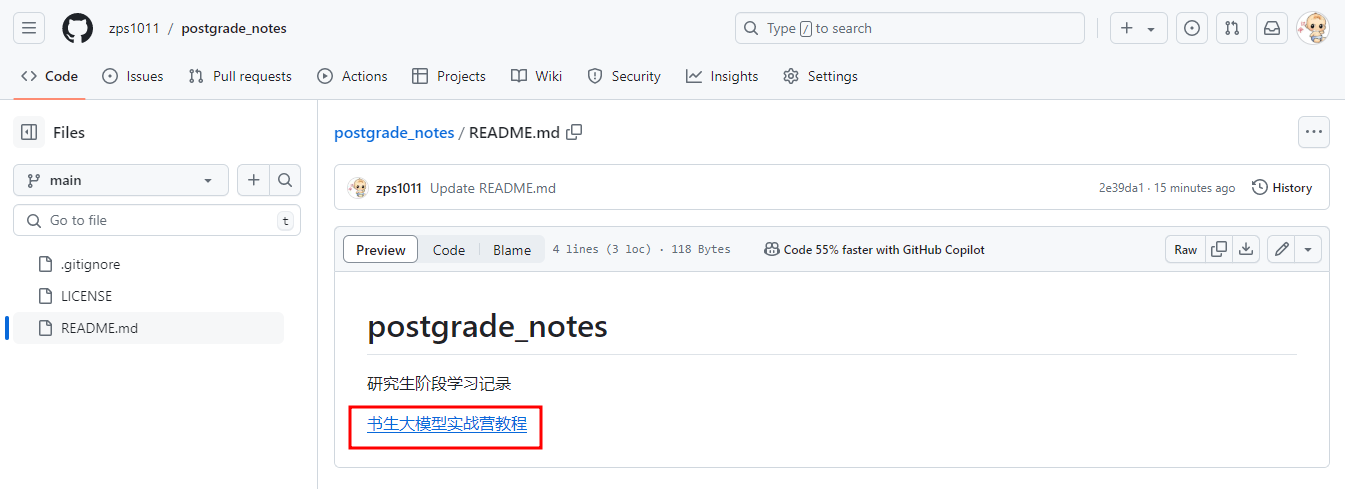 zps1011 / postgrade_notes
Type / to search
Code Issues Pull requests Actions Projects Wiki Security Insights Settings
Files
main
Go to file t
.gitignore
LICENSE
README.md
postgrade_notes / README.md
zps1011 Update README.md 2e39da1 · 15 minutes ago History
Preview Code Blame 4 lines (3 loc) · 118 Bytes Code 55% faster with GitHub Copilot Raw
postgrade_notes
研究生阶段学习记录
书生大模型实战营教程